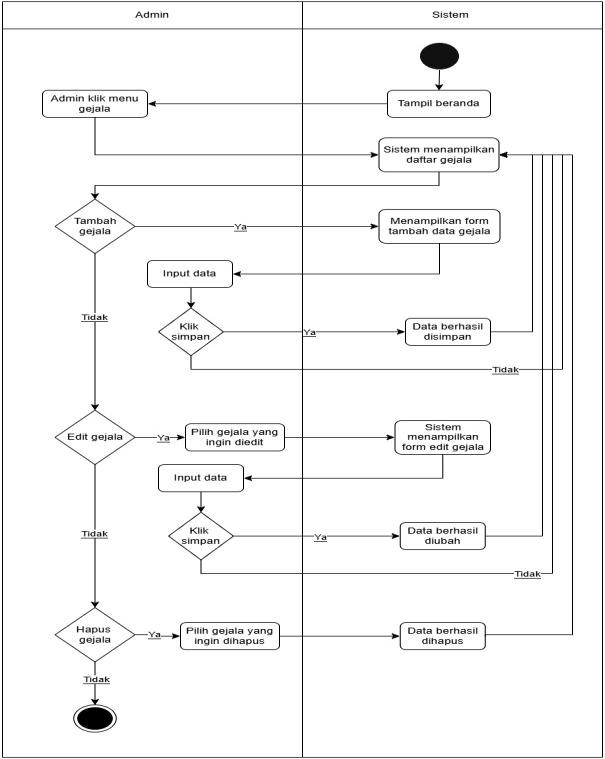 Admin
Sistem
Tampil beranda
Admin klik menu
gejala
Sistem menampilkan
daftar gejala
Tambah
gejala
Ya
Menampilkan form
tambah data gejala
Input data
Klik
simpan
Ya
Data berhasil
disimpan
Tidak
Tidak
Edit gejala
Ya
Pilih gejala yang
ingin diedit
Sistem
menampilkan
form edit gejala
Input data
Klik
simpan
Ya
Data berhasil
diubah
Tidak
Tidak
Hapus
gejala
Ya
Pilih gejala yang
ingin dihapus
Data berhasil
dihapus
Tidak